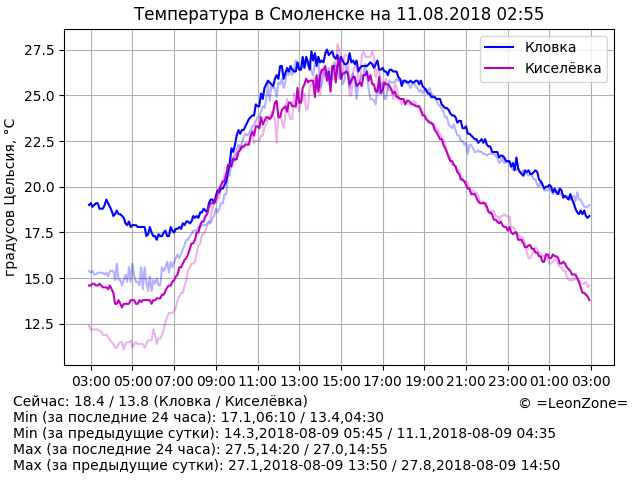 Температура в Смоленске на 11.08.2018 02:55
градусов Цельсия, °C
27.5
25.0
22.5
20.0
17.5
15.0
12.5
Кловка
Киселёвка
03:00 05:00 07:00 09:00 11:00 13:00 15:00 17:00 19:00 21:00 23:00 01:00 03:00
Сейчас: 18.4 / 13.8 (Кловка / Киселёвка)
© =LeonZone=
Min (за последние 24 часа): 17.1,06:10 / 13.4,04:30
Min (за предыдущие сутки): 14.3,2018-08-09 05:45 / 11.1,2018-08-09 04:35
Max (за последние 24 часа): 27.5,14:20 / 27.0,14:55
Max (за предыдущие сутки): 27.1,2018-08-09 13:50 / 27.8,2018-08-09 14:50